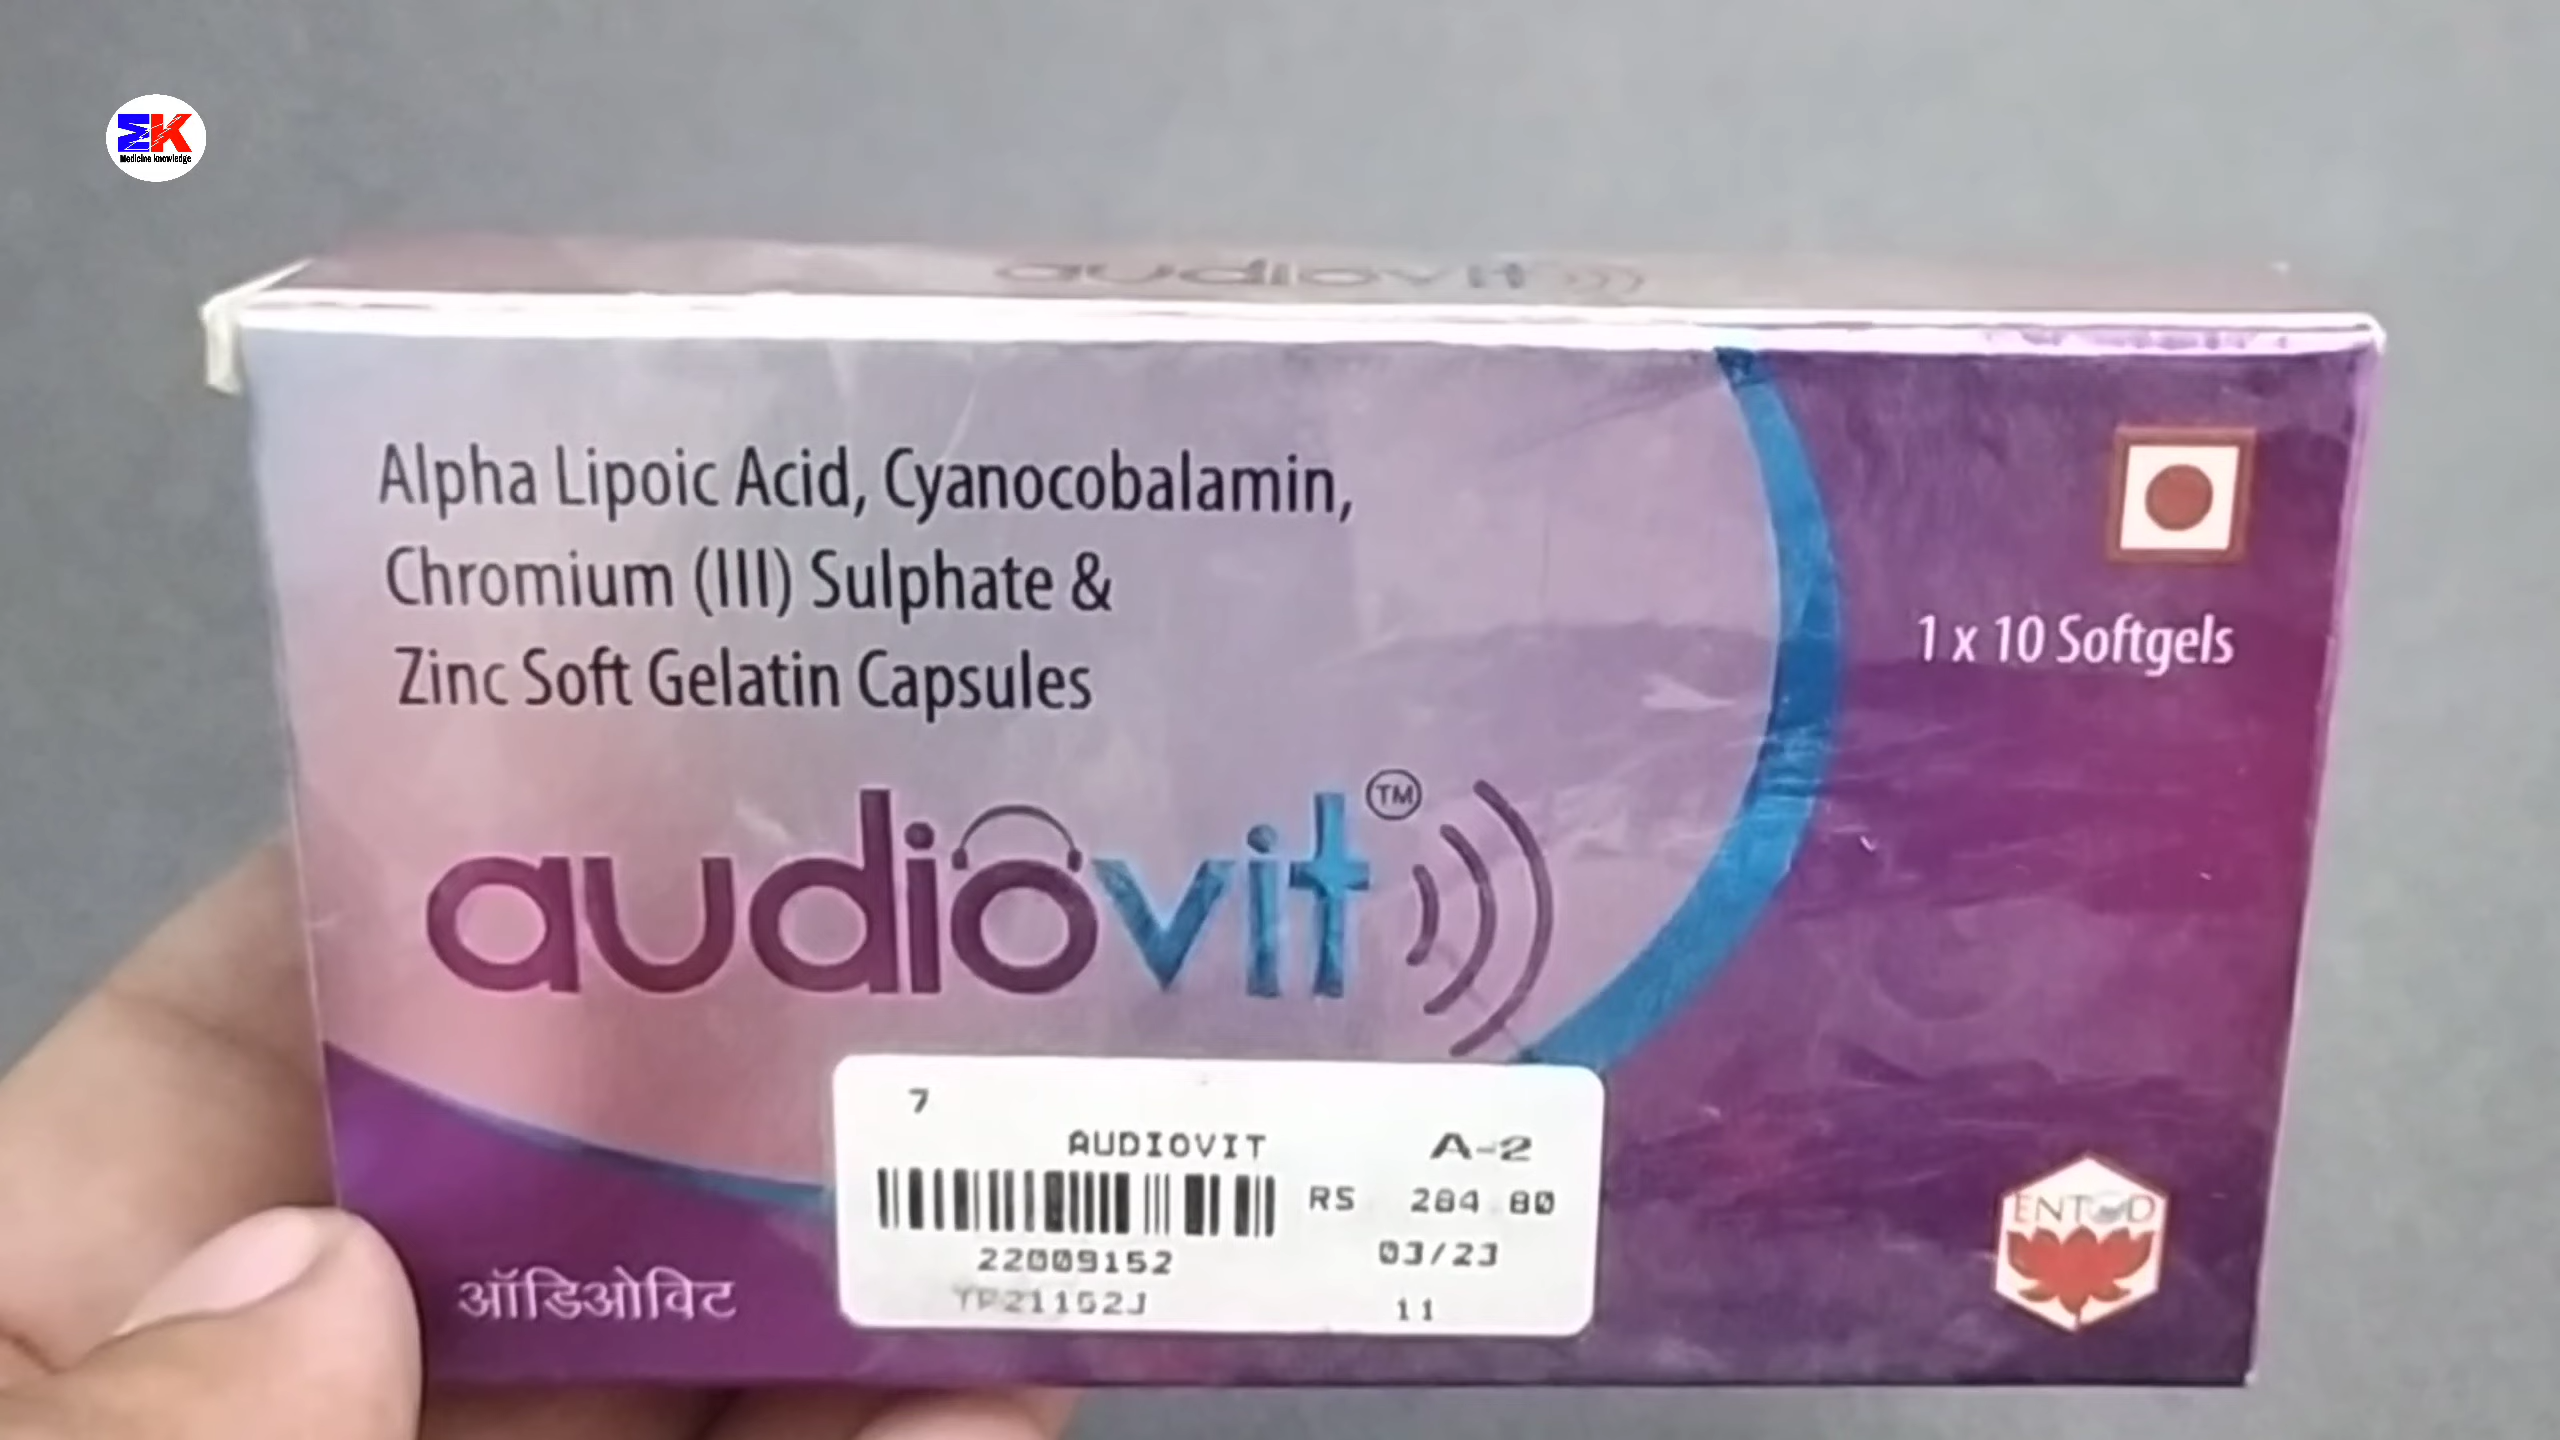 EK
Medicine knowledge
audiovit
Alpha Lipoic Acid, Cyanocobalamin,
Chromium (III) Sulphate &
Zinc Soft Gelatin Capsules
1 x 10 Softgels
audiovit TM
7
AUDIOVIT A-2
RS 284.80
22009152 03/23
11
ऑडिओविट
ENTOD